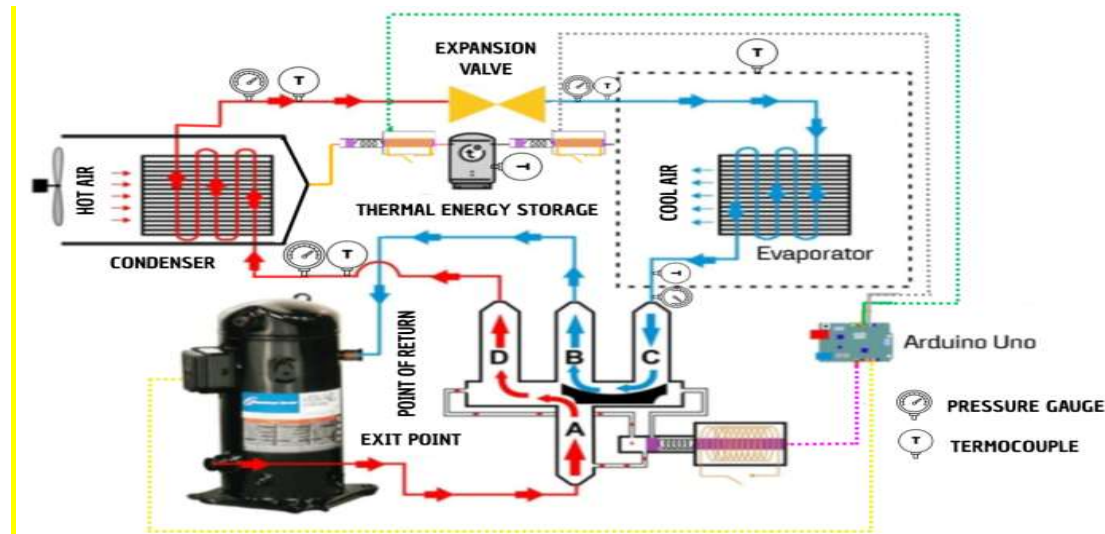 EXPANSION
VALVE
T
T
T
HOT AIR
t°
T
COOL AIR
THERMAL ENERGY STORAGE
CONDENSER
Evaporator
T
T
POINT OF RETURN
D
B
C
A
Arduino Uno
EXIT POINT
PRESSURE GAUGE
T
TERMOCOUPLE